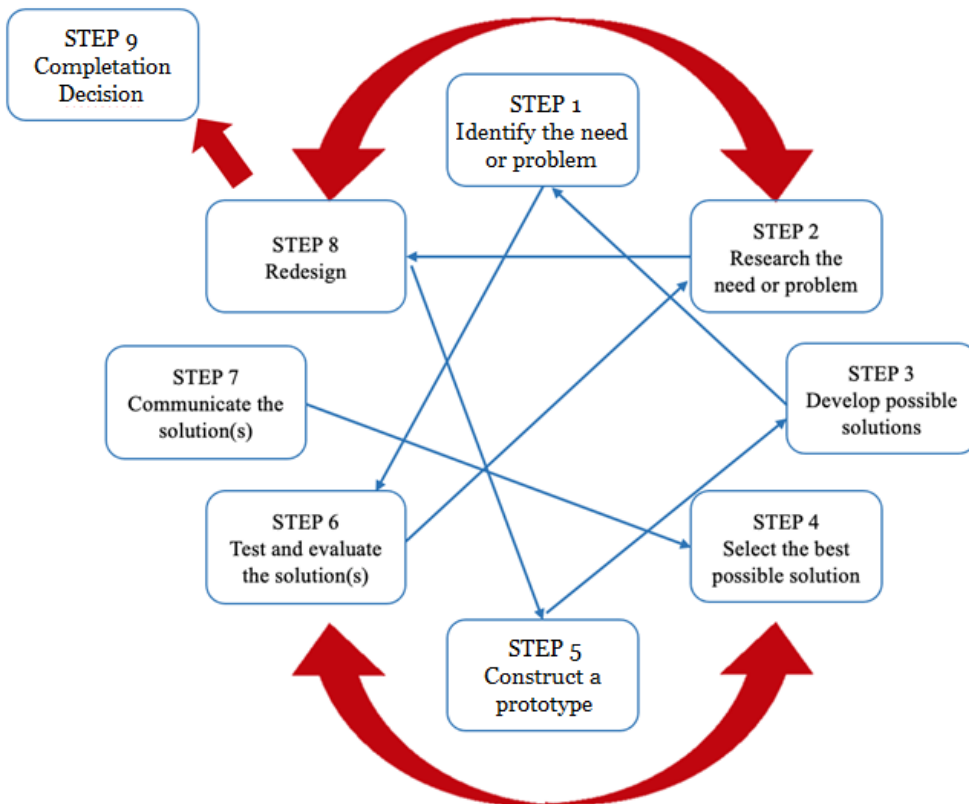 STEP 9
Completation
Decision
STEP 1
Identify the need
or problem
STEP 8
Redesign
STEP 2
Research the
need or problem
STEP 7
Communicate the
solution(s)
STEP 3
Develop possible
solutions
STEP 6
Test and evaluate
the solution(s)
STEP 4
Select the best
possible solution
STEP 5
Construct a
prototype